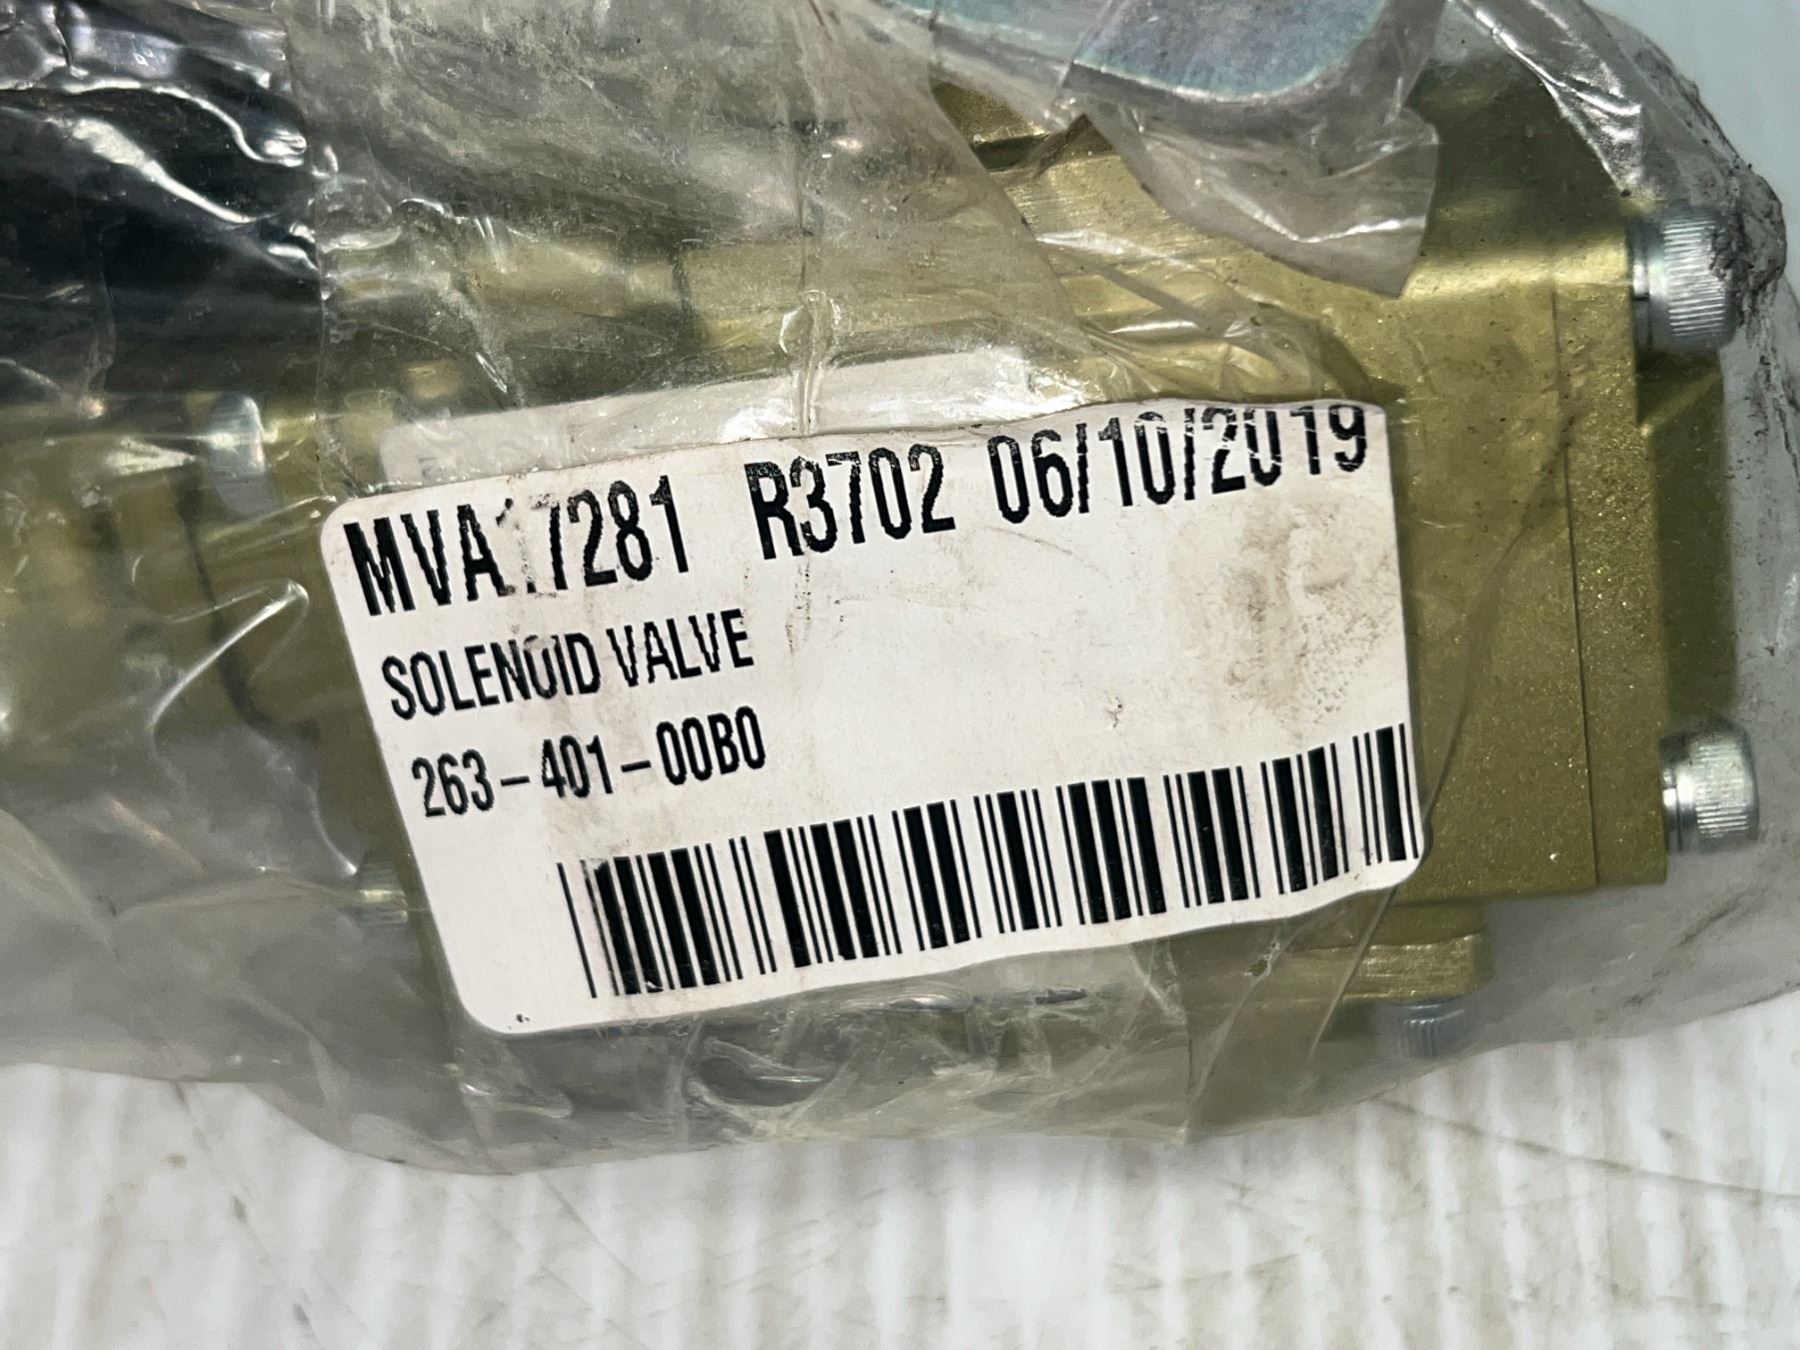 MVA17281 R3702 06/10/2019
SOLENOID VALVE
263-401-00B0